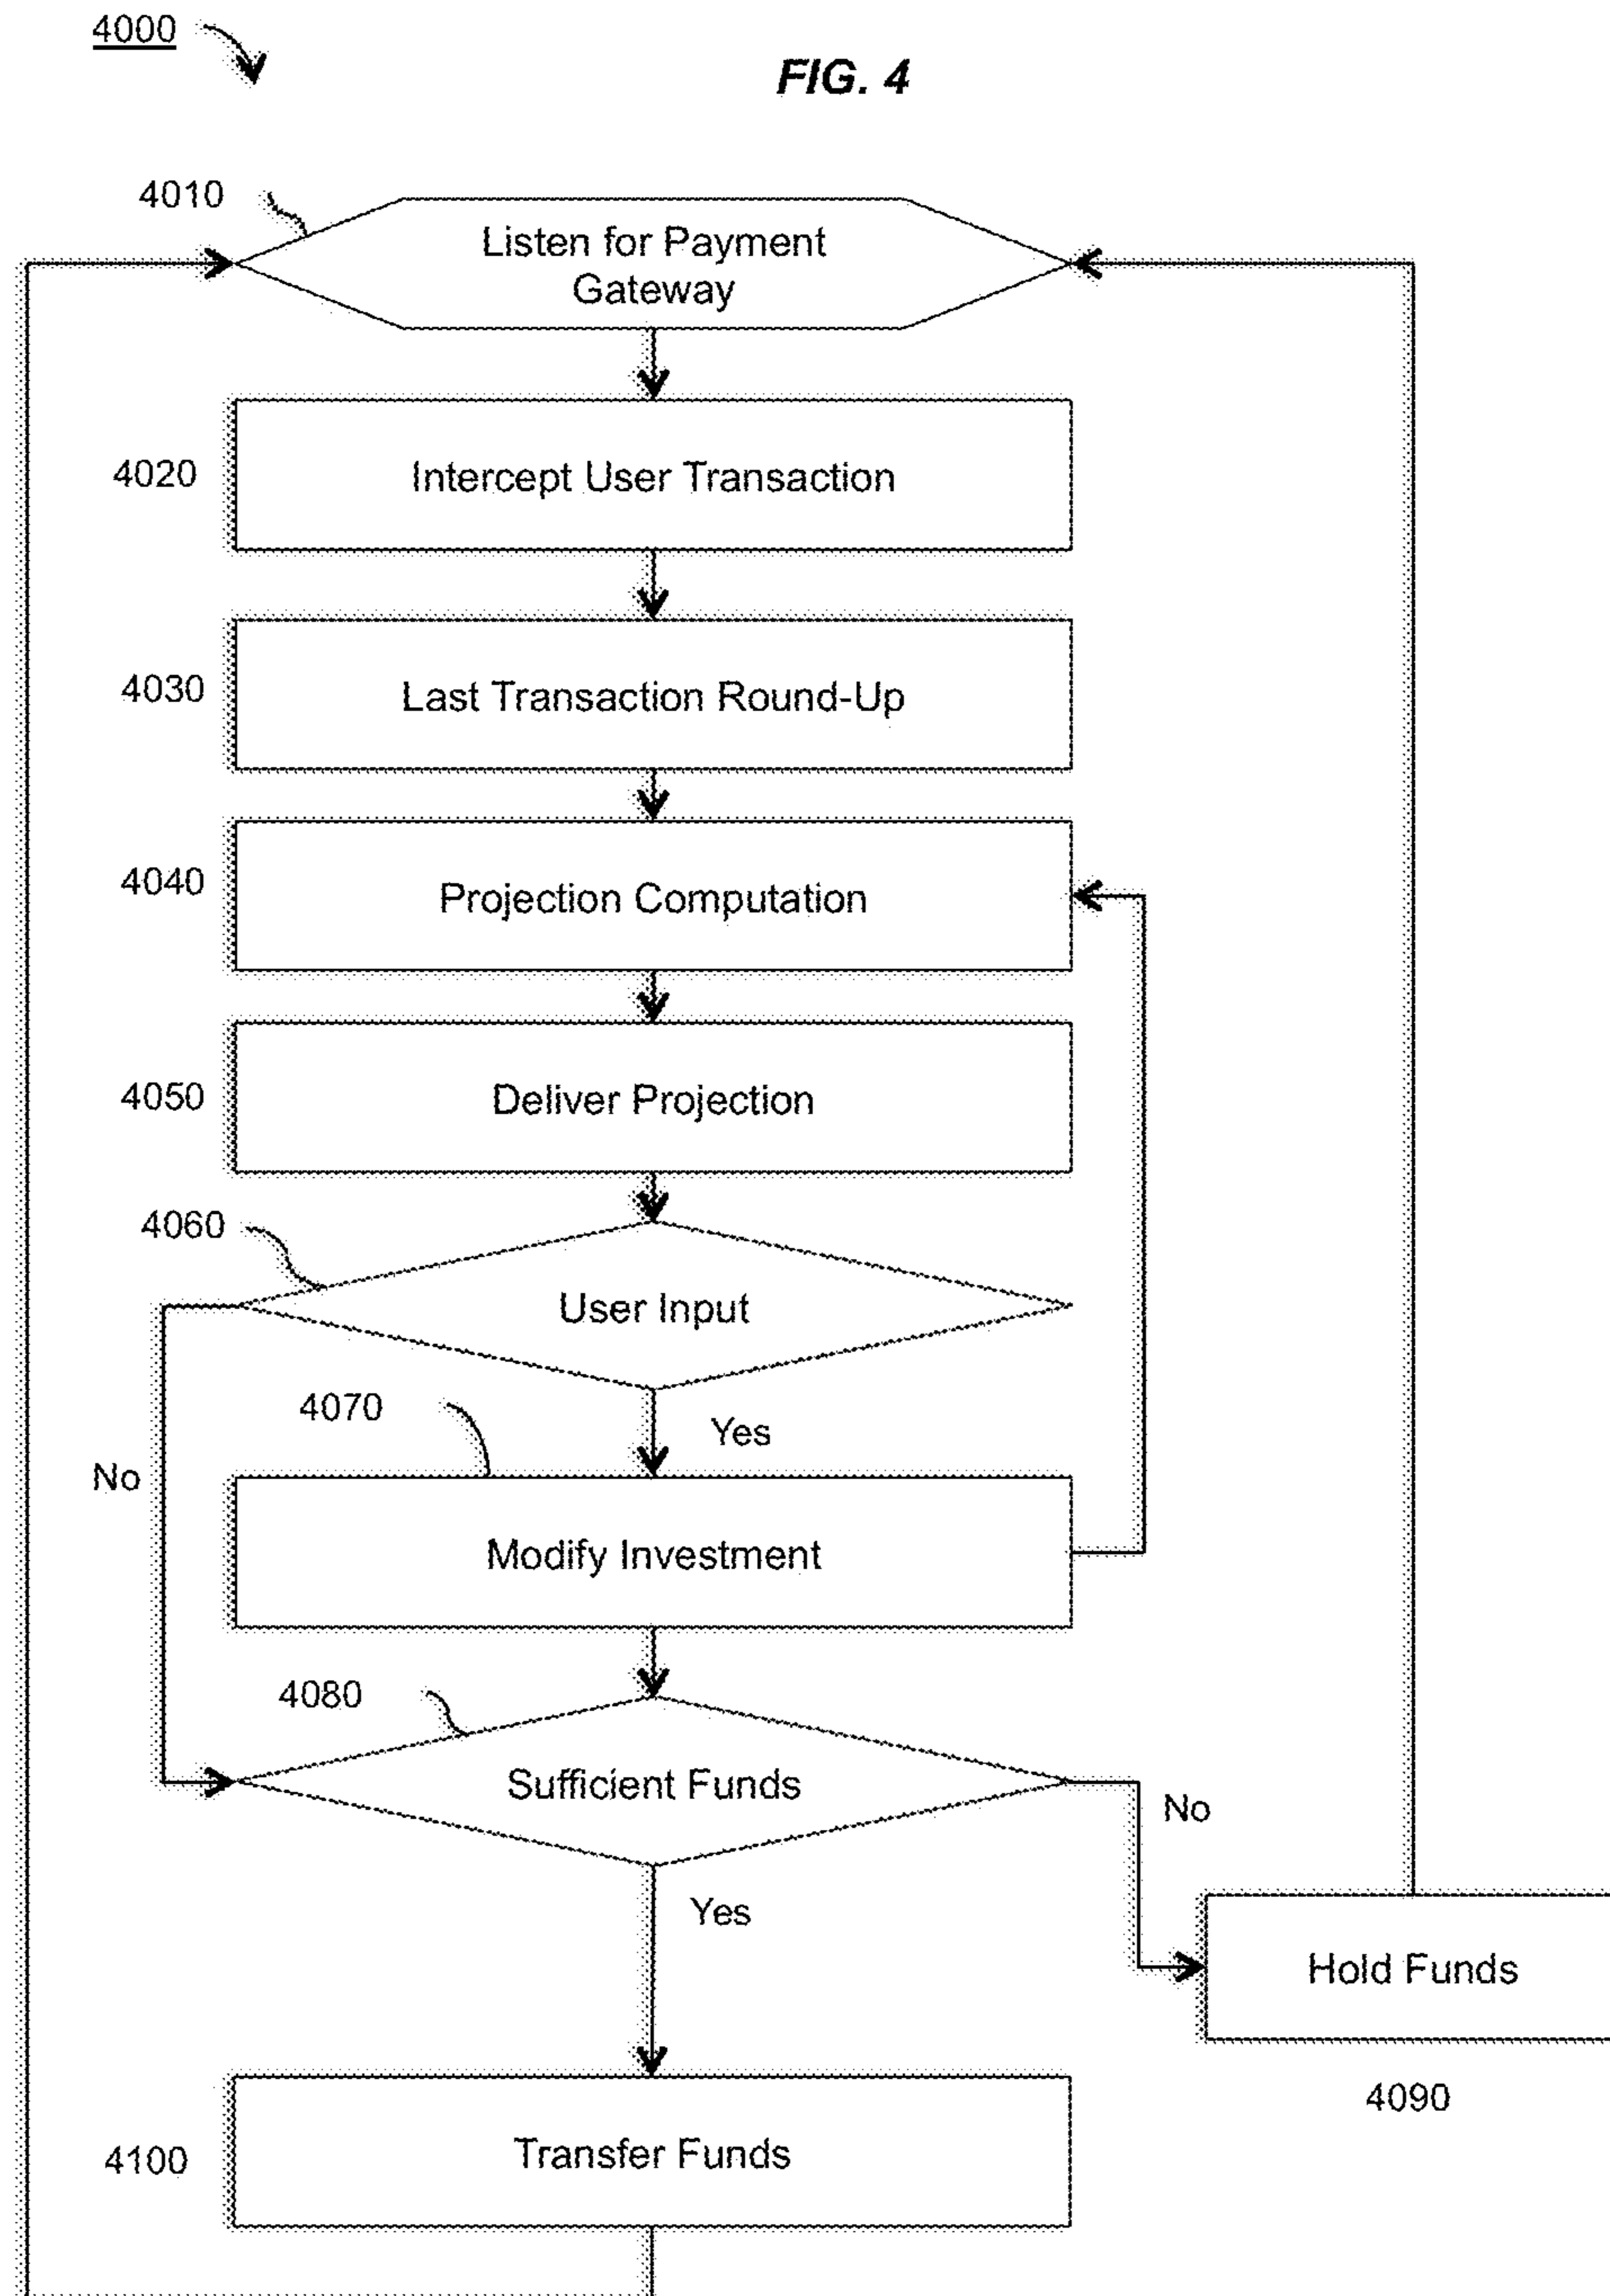 4000
FIG. 4
4010
Listen for Payment
Gateway
4020
Intercept User Transaction
4030
Last Transaction Round-Up
4040
Projection Computation
4050
Deliver Projection
4060
User Input
4070
Yes
No
Modify Investment
4080
Sufficient Funds
No
Yes
Hold Funds
4090
4100
Transfer Funds